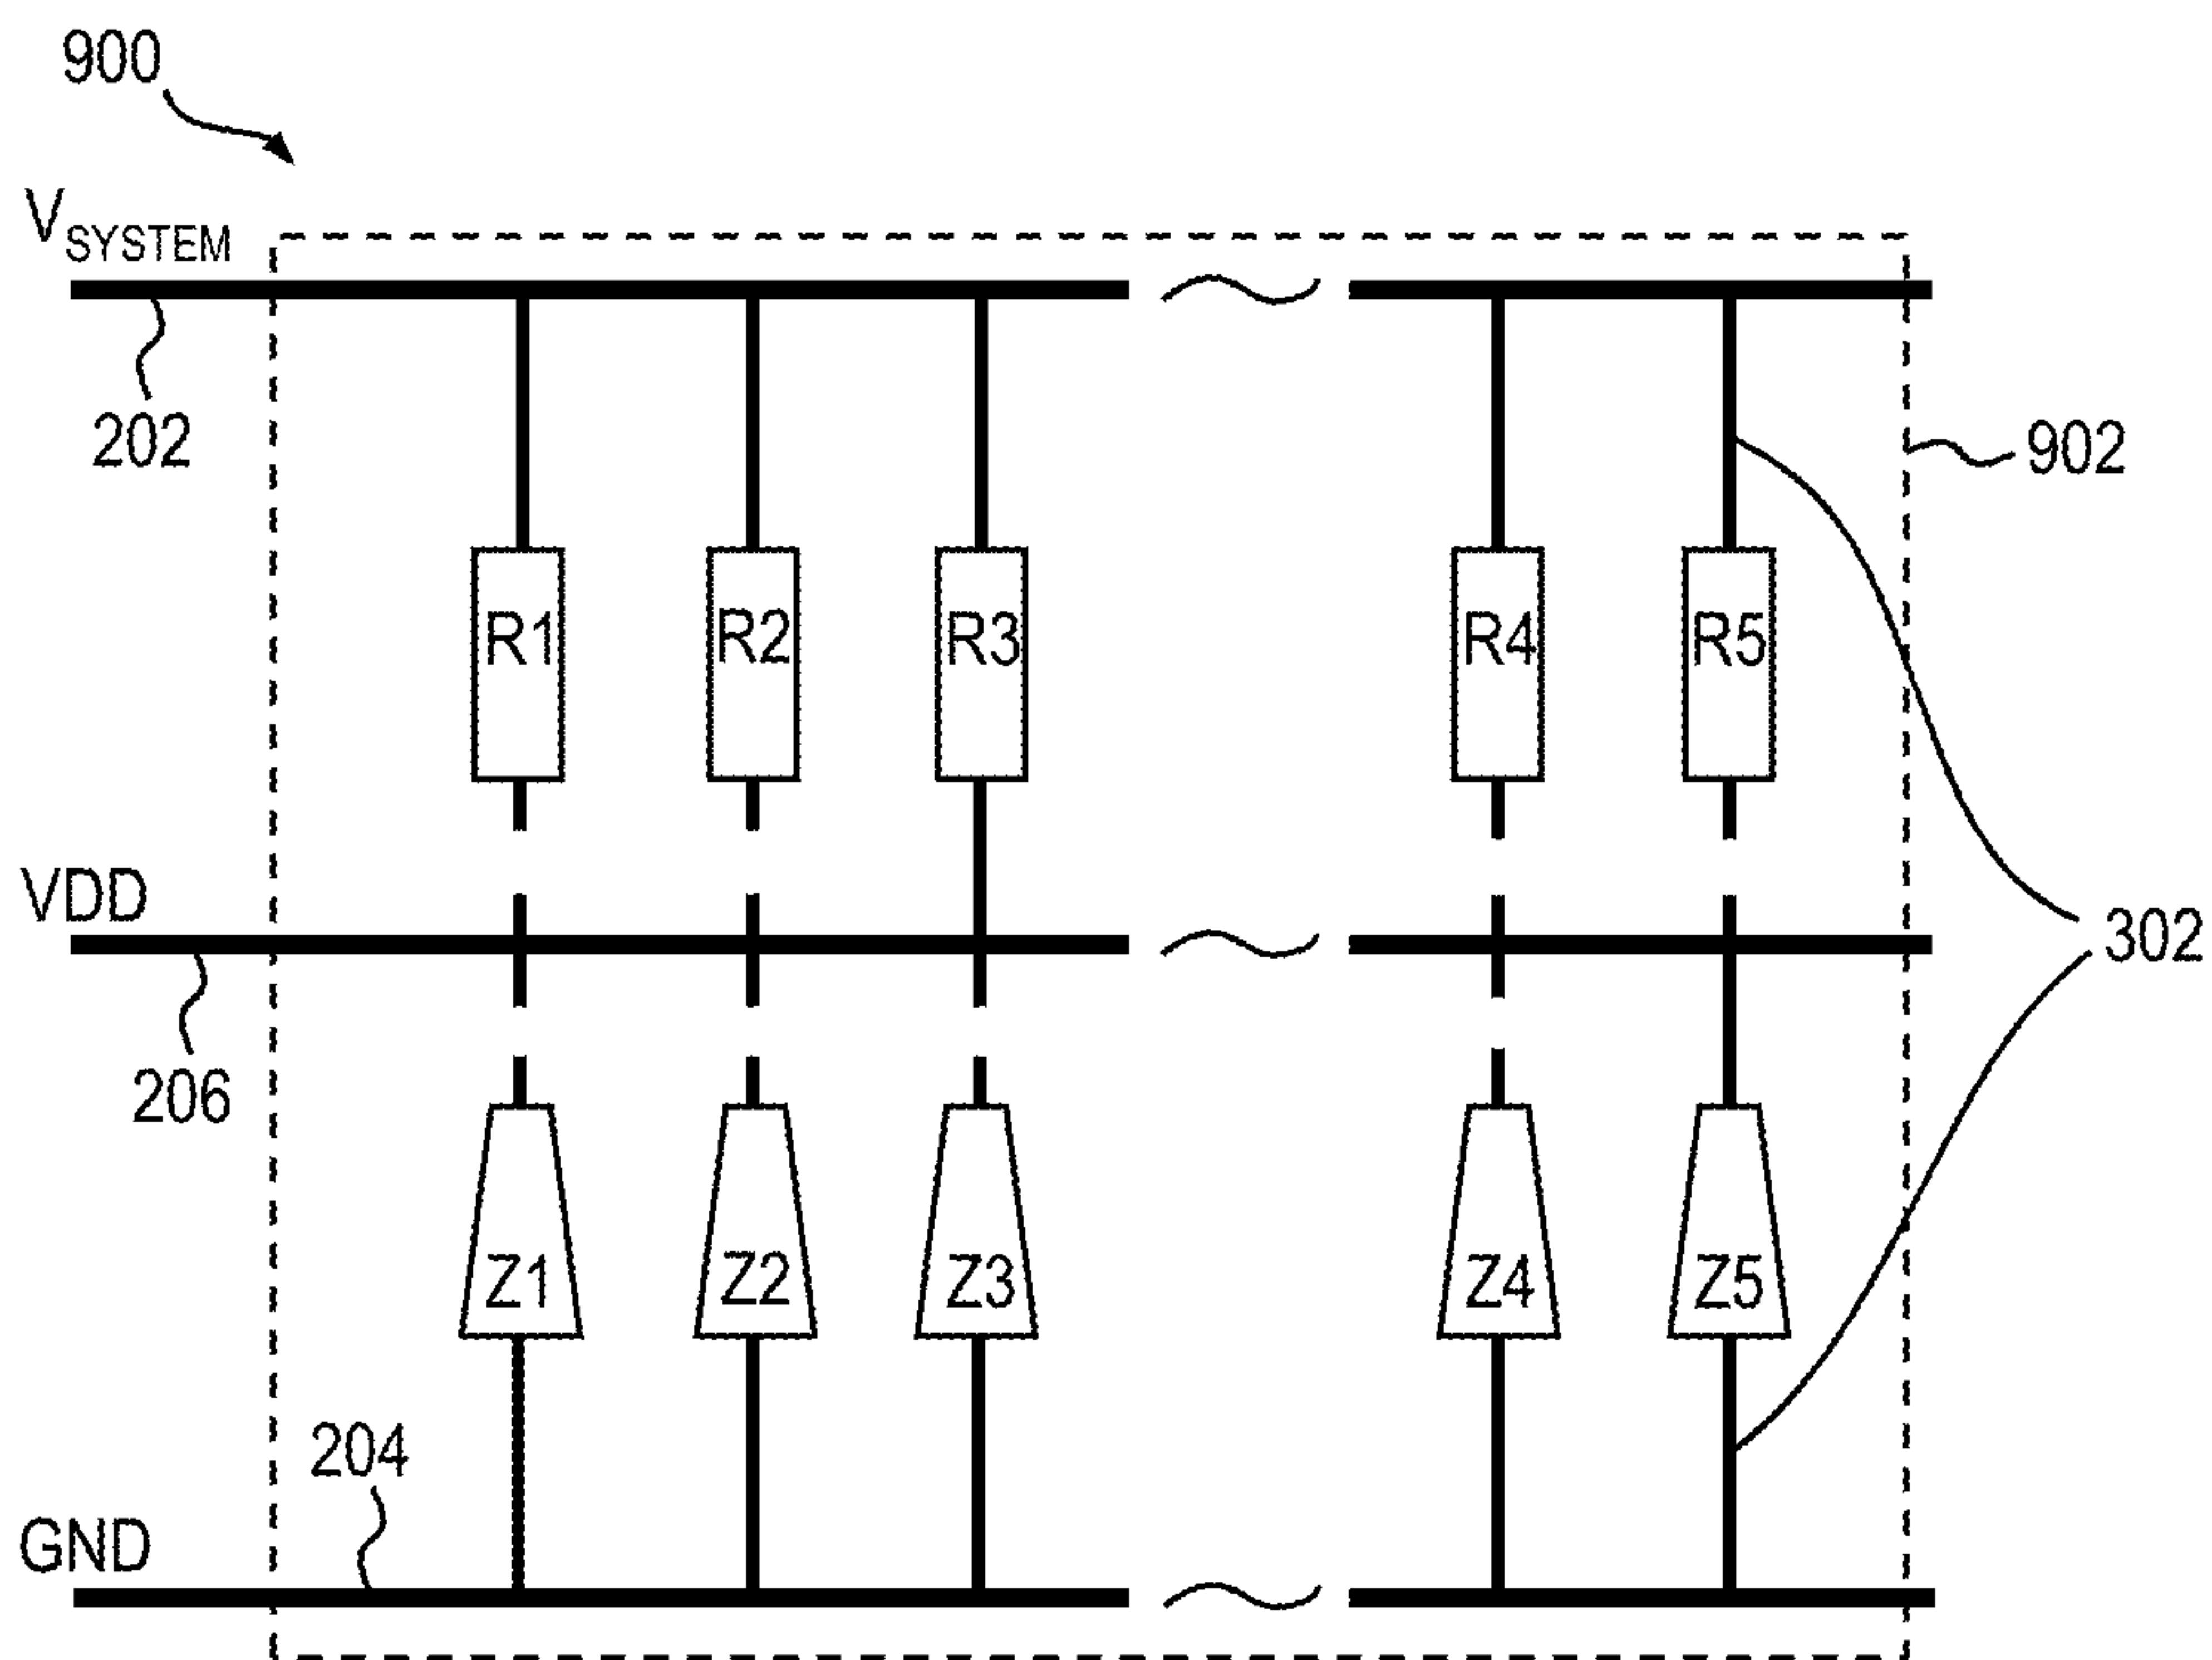 900
VSYSTEM
202
902
R1 R2 R3 R4 R5
VDD
302
206
Z1 Z2 Z3 Z4 Z5
204
GND